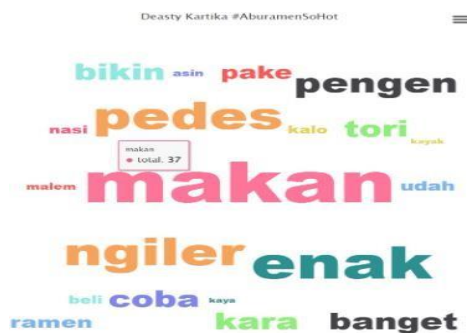 Deasty Kartika #AburamenSoHot
bikin asin pake pengen
pedes
nasi kalo tori
kayak
makan
total: 37
malem makan udah
ngiler enak
beli coba kaya
ramen kara banget